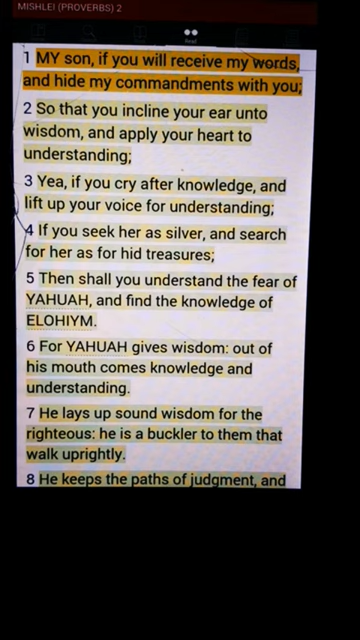 MISHLEI (PROVERBS) 2
Read
1 MY son, if you will receive my words,
and hide my commandments with you;
2 So that you incline your ear unto
wisdom, and apply your heart to
understanding;
3 Yea, if you cry after knowledge, and
lift up your voice for understanding;
4 If you seek her as silver, and search
for her as for hid treasures;
5 Then shall you understand the fear of
YAHUAH, and find the knowledge of
ELOHIYM.
6 For YAHUAH gives wisdom: out of
his mouth comes knowledge and
understanding.
7 He lays up sound wisdom for the
righteous: he is a buckler to them that
walk uprightly.
8 He keeps the paths of judgment, and